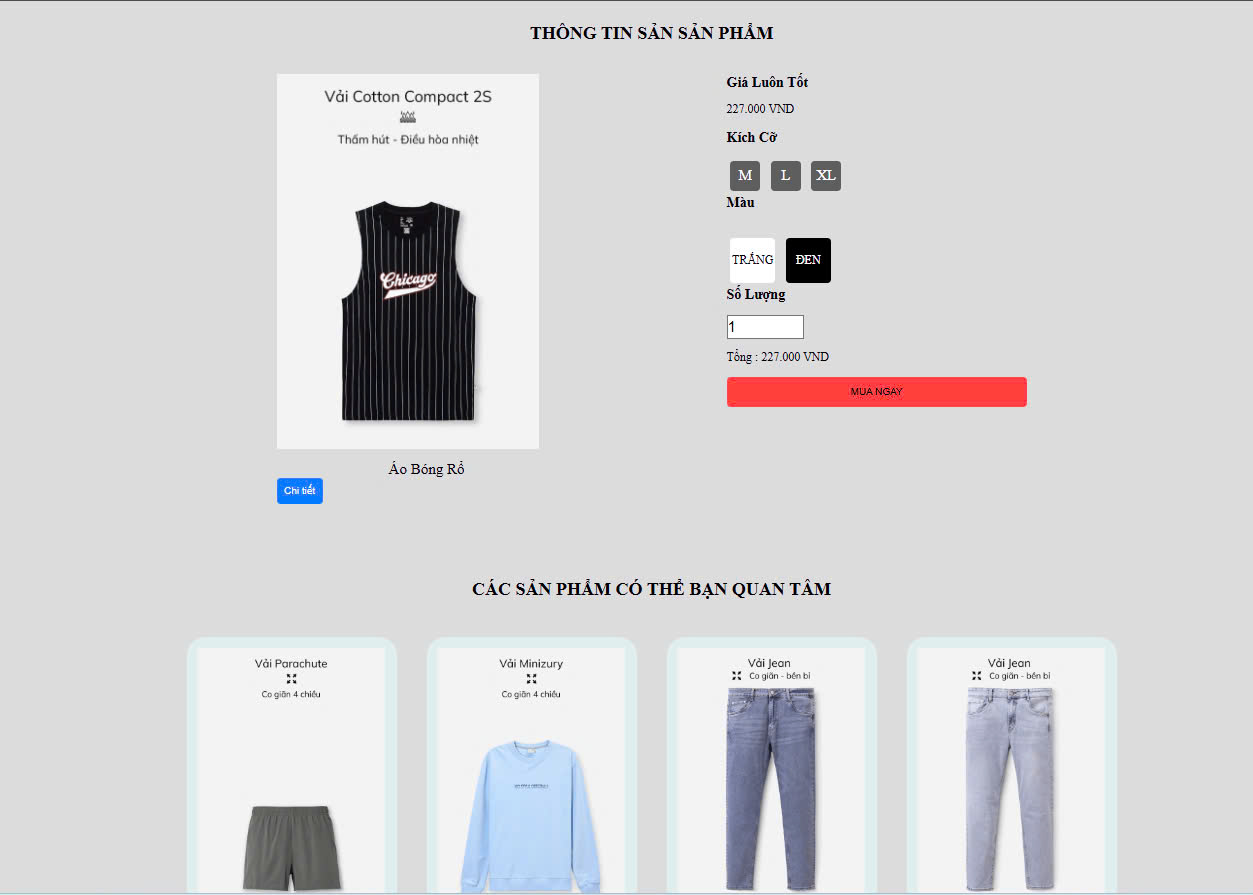 THÔNG TIN SẢN SẢN PHẨM
Vải Cotton Compact 2S
Thấm hút - Điều hòa nhiệt
Chicago
Áo Bóng Rổ
Chi tiết
Giá Luôn Tốt
227.000 VND
Kích Cỡ
M L XL
Màu
TRẮNG ĐEN
Số Lượng
1
Tổng : 227.000 VND
MUA NGAY
CÁC SẢN PHẨM CÓ THỂ BẠN QUAN TÂM
Vải Parachute
Co giãn 4 chiều
Vải Minizury
Co giãn 4 chiều
Vải Jean
Co giãn - bền bỉ
Vải Jean
Co giãn - bền bỉ